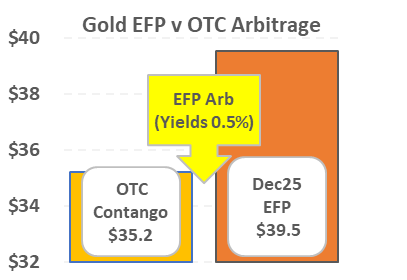 Gold EFP v OTC Arbitrage
$40
$38
$36
$34
$32
EFP Arb
(Yields 0.5%)
OTC
Contango
$35.2
Dec25
EFP
$39.5